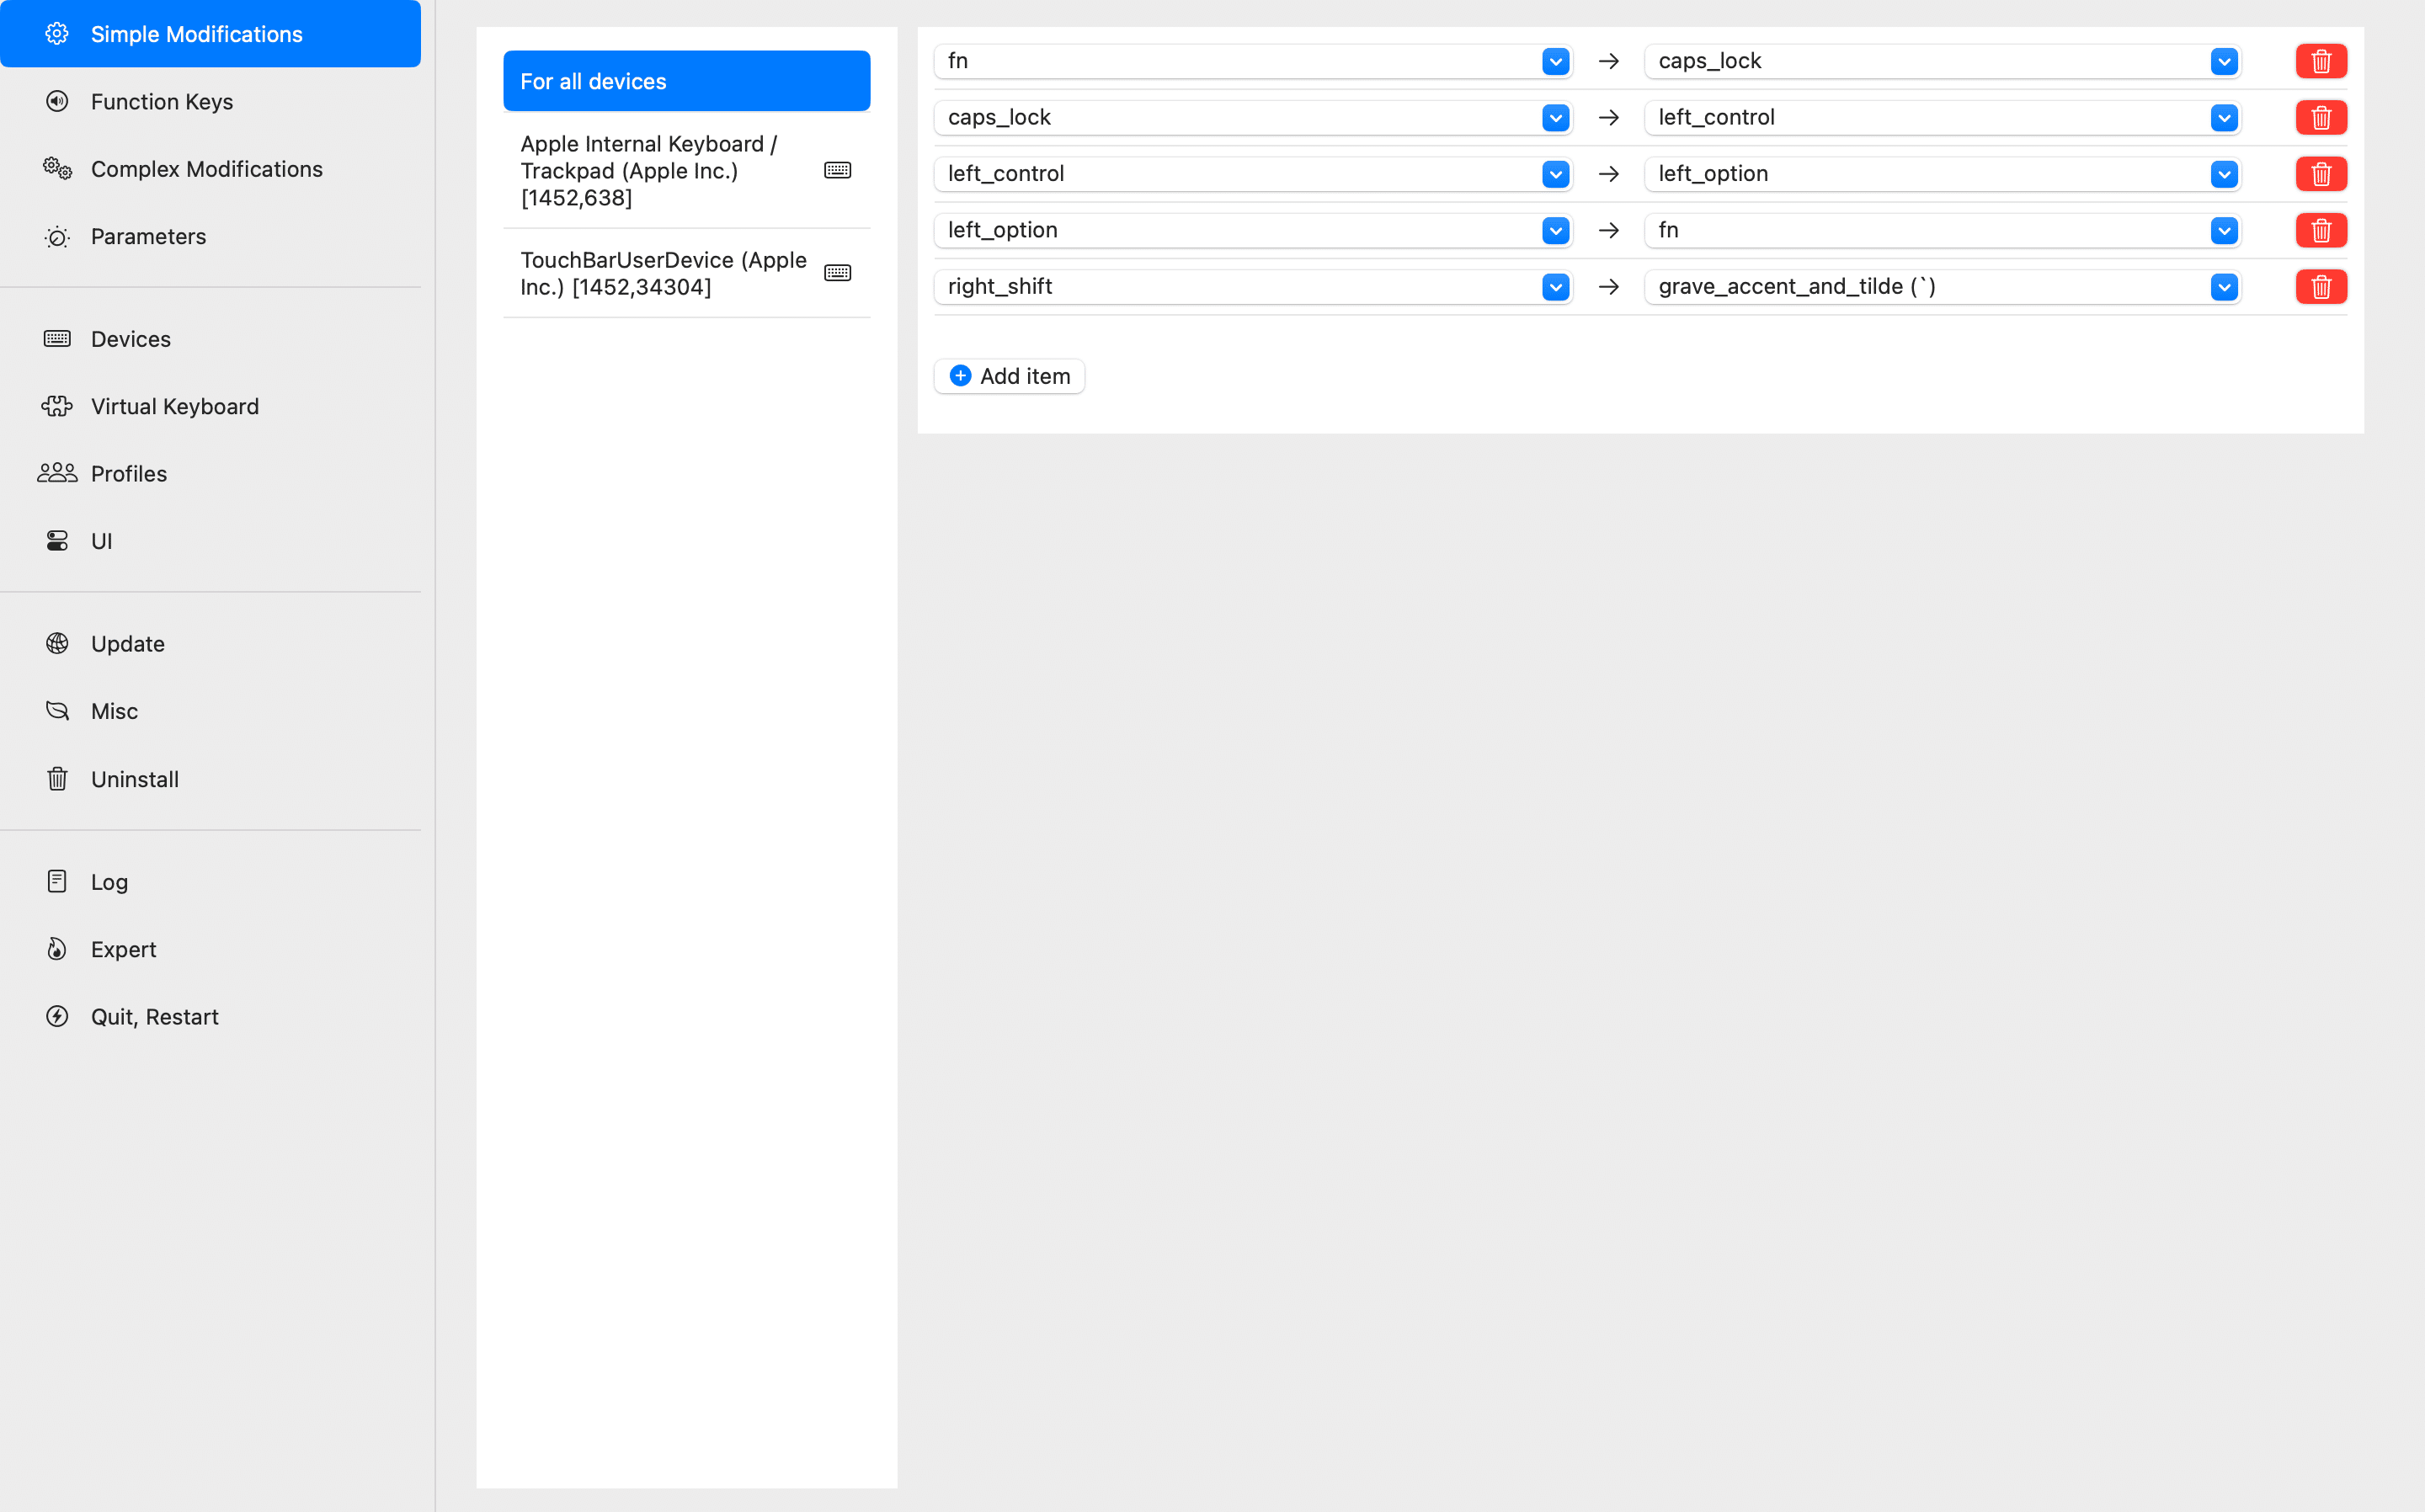 Simple Modifications
Function Keys
Complex Modifications
Parameters
Devices
Virtual Keyboard
Profiles
UI
Update
Misc
Uninstall
Log
Expert
Quit, Restart
For all devices
Apple Internal Keyboard /
Trackpad (Apple Inc.)
[1452,638]
TouchBarUserDevice (Apple
Inc.) [1452,34304]
fn → caps_lock
caps_lock → left_control
left_control → left_option
left_option → fn
right_shift → grave_accent_and_tilde (`)
Add item